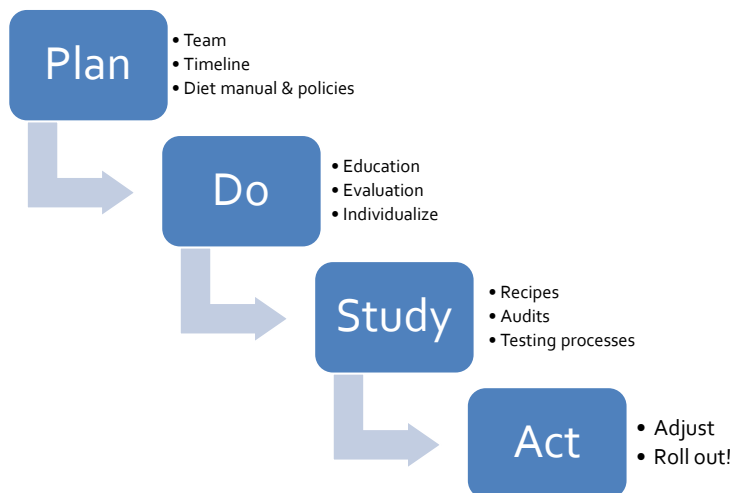 Plan
• Team
• Timeline
• Diet manual & policies
Do
• Education
• Evaluation
• Individualize
Study
• Recipes
• Audits
• Testing processes
Act
• Adjust
• Roll out!